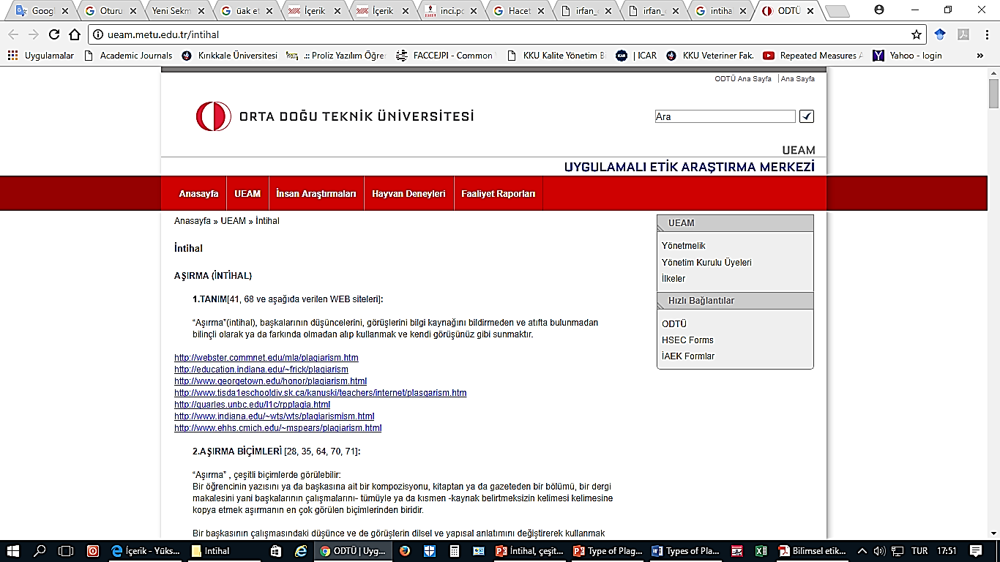 Googl
Oturu
Yeni Sekm
üak et
İçerik
İçerik
inci.po
Hacet
irfan_
irfan_
intiha
ODTÜ
ueam.metu.edu.tr/intihal
Uygulamalar Academic Journals Kırıkkale Üniversitesi .:: Proliz Yazılım Öğre FACCEJPI - Common KKU Kalite Yönetim Bi | ICAR KKU Veteriner Fak. Repeated Measures A Yahoo - login »
ODTÜ Ana Sayfa | Ana Sayfa
ORTA DOĞU TEKNİK ÜNİVERSİTESİ
Ara
UEAM
UYGULAMALI ETİK ARAŞTIRMA MERKEZİ
Anasayfa UEAM İnsan Araştırmaları Hayvan Deneyleri Faaliyet Raporları
Anasayfa » UEAM » İntihal
İntihal
AŞIRMA (İNTİHAL)
1.TANIM[41, 68 ve aşağıda verilen WEB siteleri]:
“Aşırma”(intihal), başkalarının düşüncelerini, görüşlerini bilgi kaynağını bildirmeden ve atıfta bulunmadan
bilinçli olarak ya da farkında olmadan alıp kullanmak ve kendi görüşünüz gibi sunmaktır.
http://webster.commnet.edu/mla/plagiarism.htm
http://education.indiana.edu/~frick/plagiarism
http://www.georgetown.edu/honor/plagiarism.html
http://www.tisda1eschooldiv.sk.ca/kanuski/teachers/internet/plasgarism.htm
http://quarles.unbc.edu/l1c/rpplagia.html
http://www.indiana.edu/~wts/wts/plagiarismism.html
http://www.ehhs.cmich.edu/~mspears/plagiarism.html
2.AŞIRMA BİÇİMLERİ [28, 35, 64, 70, 71]:
“Aşırma” , çeşitli biçimlerde görülebilir:
Bir öğrencinin yazısını ya da başkasına ait bir kompozisyonu, kitaptan ya da gazeteden bir bölümü, bir dergi
makalesini yani başkalarının çalışmalarını- tümüyle ya da kısmen -kaynak belirtmeksizin kelimesi kelimesine
kopya etmek aşırmanın en çok görülen biçimlerinden biridir.
Bir başkasının çalışmasındaki düşünce ve de görüşlerin dilsel ve yapısal anlatımını değiştirerek kullanmak
UEAM
Yönetmelik
Yönetim Kurulu Üyeleri
İlkeler
Hızlı Bağlantılar
ODTÜ
HSEC Forms
İAEK Formlar
İçerik - Yüks... Intihal ODTÜ | Uyg... İntihal, çeşit... Type of Plag... Types of Pla... Bilimsel etik... TUR 17:51